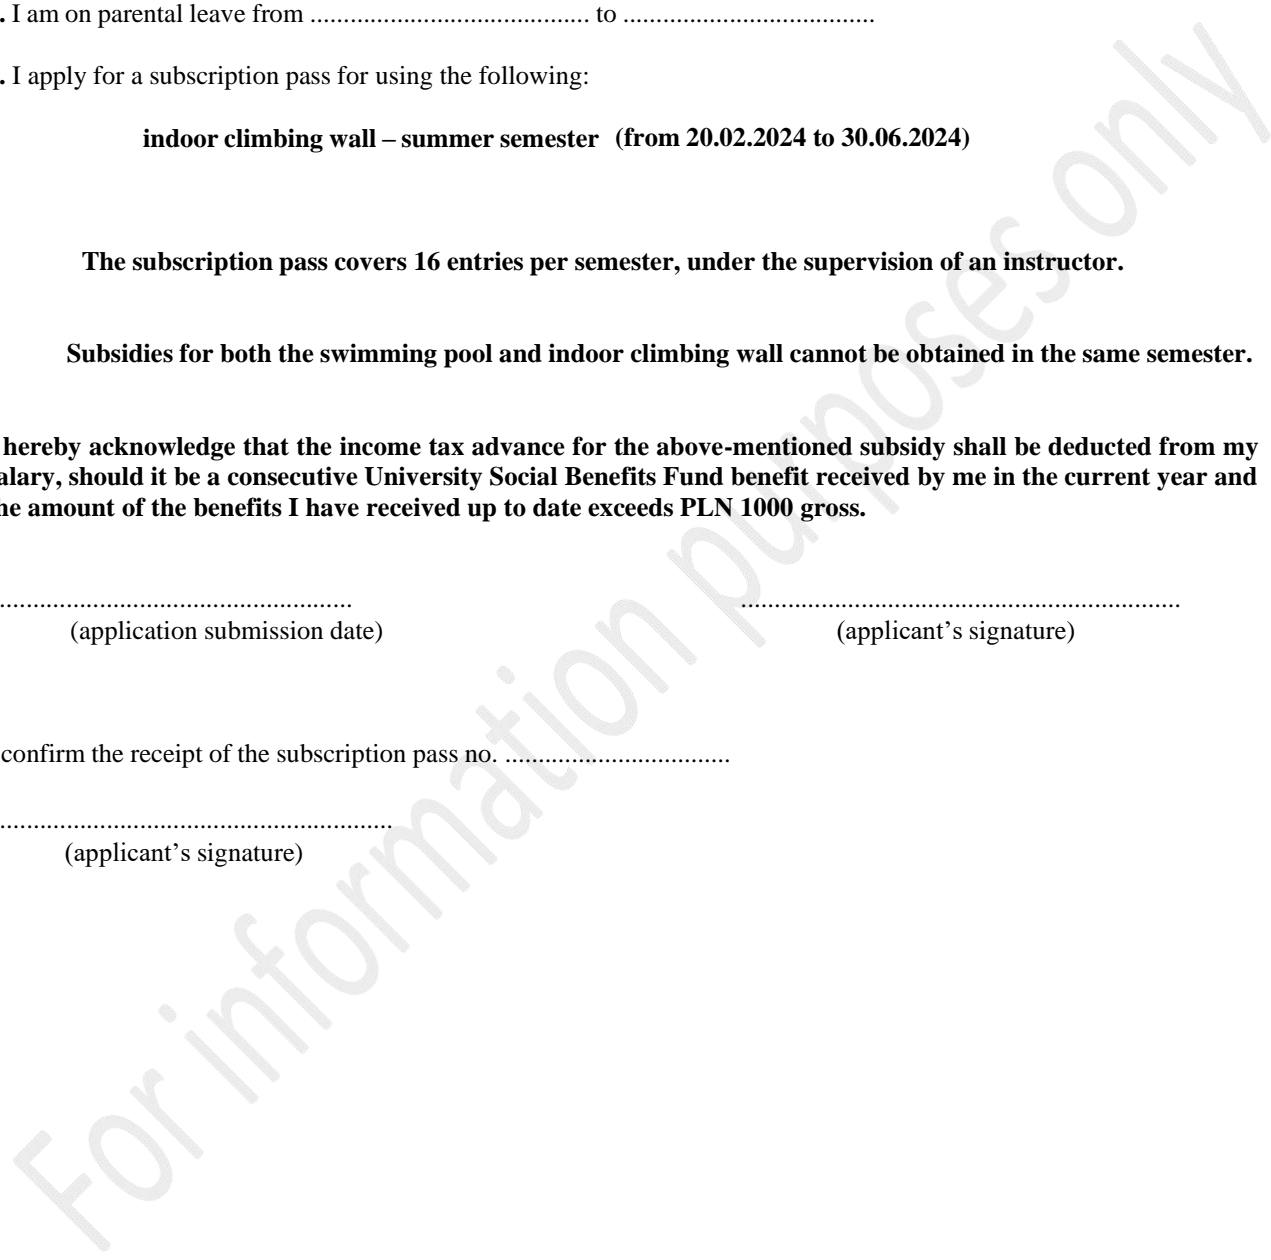 . I am on parental leave from .......................................... to ......................................
. I apply for a subscription pass for using the following:
indoor climbing wall – summer semester (from 20.02.2024 to 30.06.2024)
The subscription pass covers 16 entries per semester, under the supervision of an instructor.
Subsidies for both the swimming pool and indoor climbing wall cannot be obtained in the same semester.
hereby acknowledge that the income tax advance for the above-mentioned subsidy shall be deducted from my
alary, should it be a consecutive University Social Benefits Fund benefit received by me in the current year and
he amount of the benefits I have received up to date exceeds PLN 1000 gross.
..................................................... ..................................................................
(application submission date) (applicant’s signature)
confirm the receipt of the subscription pass no. ..................................
...........................................................
(applicant’s signature)
For information purposes only